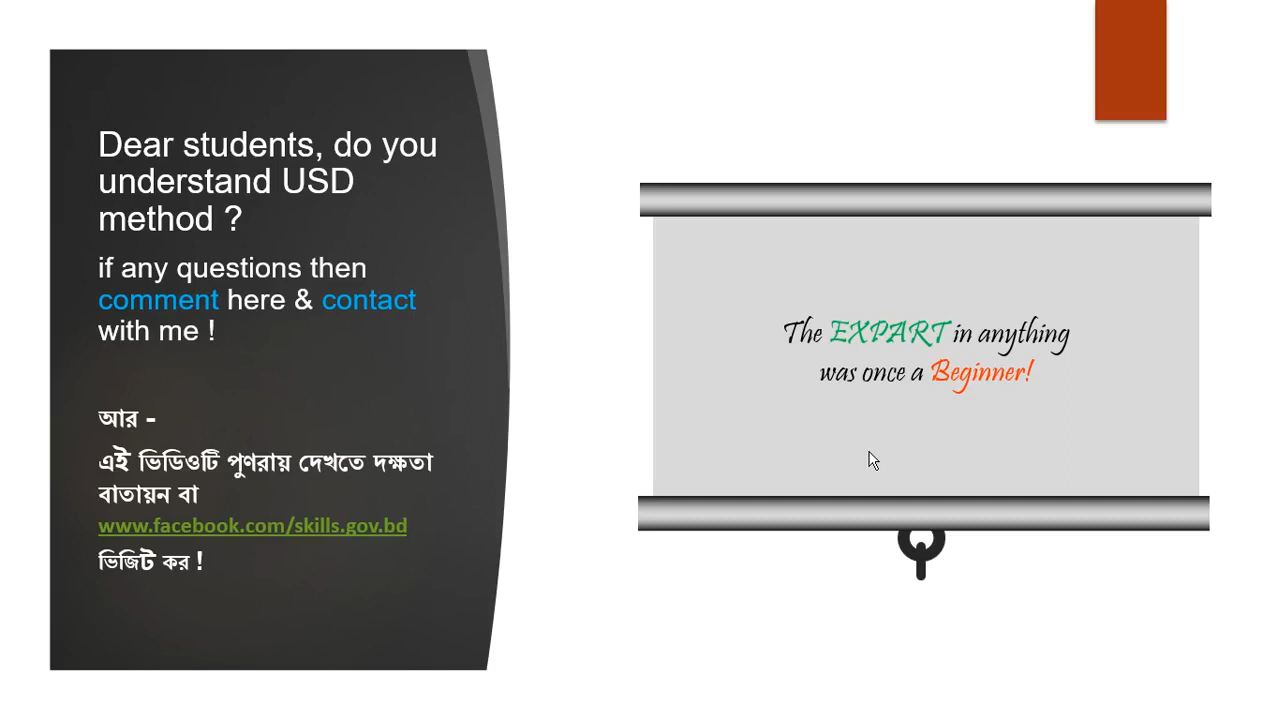 Dear students, do you
understand USD
method ?
if any questions then
comment here & contact
with me !
আর -
এই ভিডিওটি পুণরায় দেখতে দক্ষতা
বাতায়ন বা
www.facebook.com/skills.gov.bd
ভিজিট কর !
The EXPART in anything
was once a Beginner!